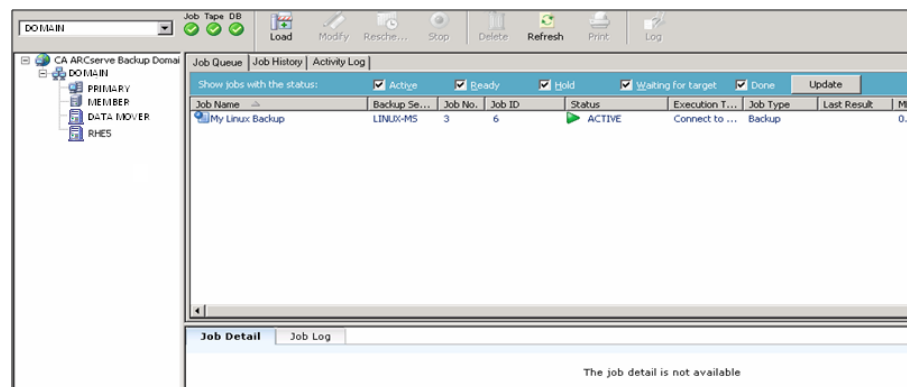 DOMAIN
Job Tape DB
Load Modify Resche... Stop Delete Refresh Print Log
CA ARCserve Backup Domai
DOMAIN
PRIMARY
MEMBER
DATA MOVER
RHES
Job Queue Job History Activity Log
Show jobs with the status: Active Ready Hold Waiting for target Done Update
Job Name Backup Se... Job No. Job ID Status Execution T... Job Type Last Result
My Linux Backup LINUX-MS 3 6 ACTIVE Connect to ... Backup 0.
Job Detail Job Log
The job detail is not available